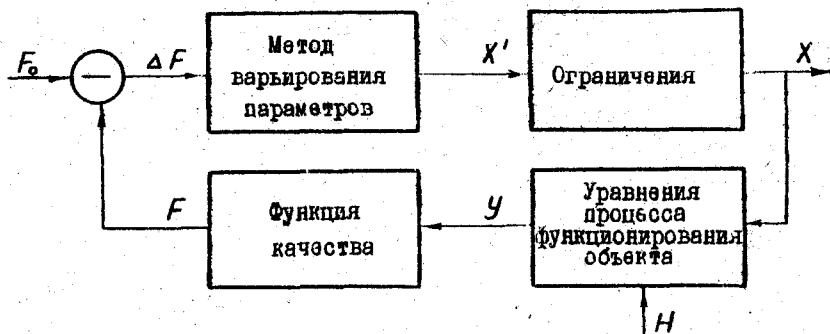 F₀
—
ΔF
Метод
варьирования
параметров
X'
Ограничения
X
F
Функция
качества
У
Уравнения
процесса
функционирования
объекта
H